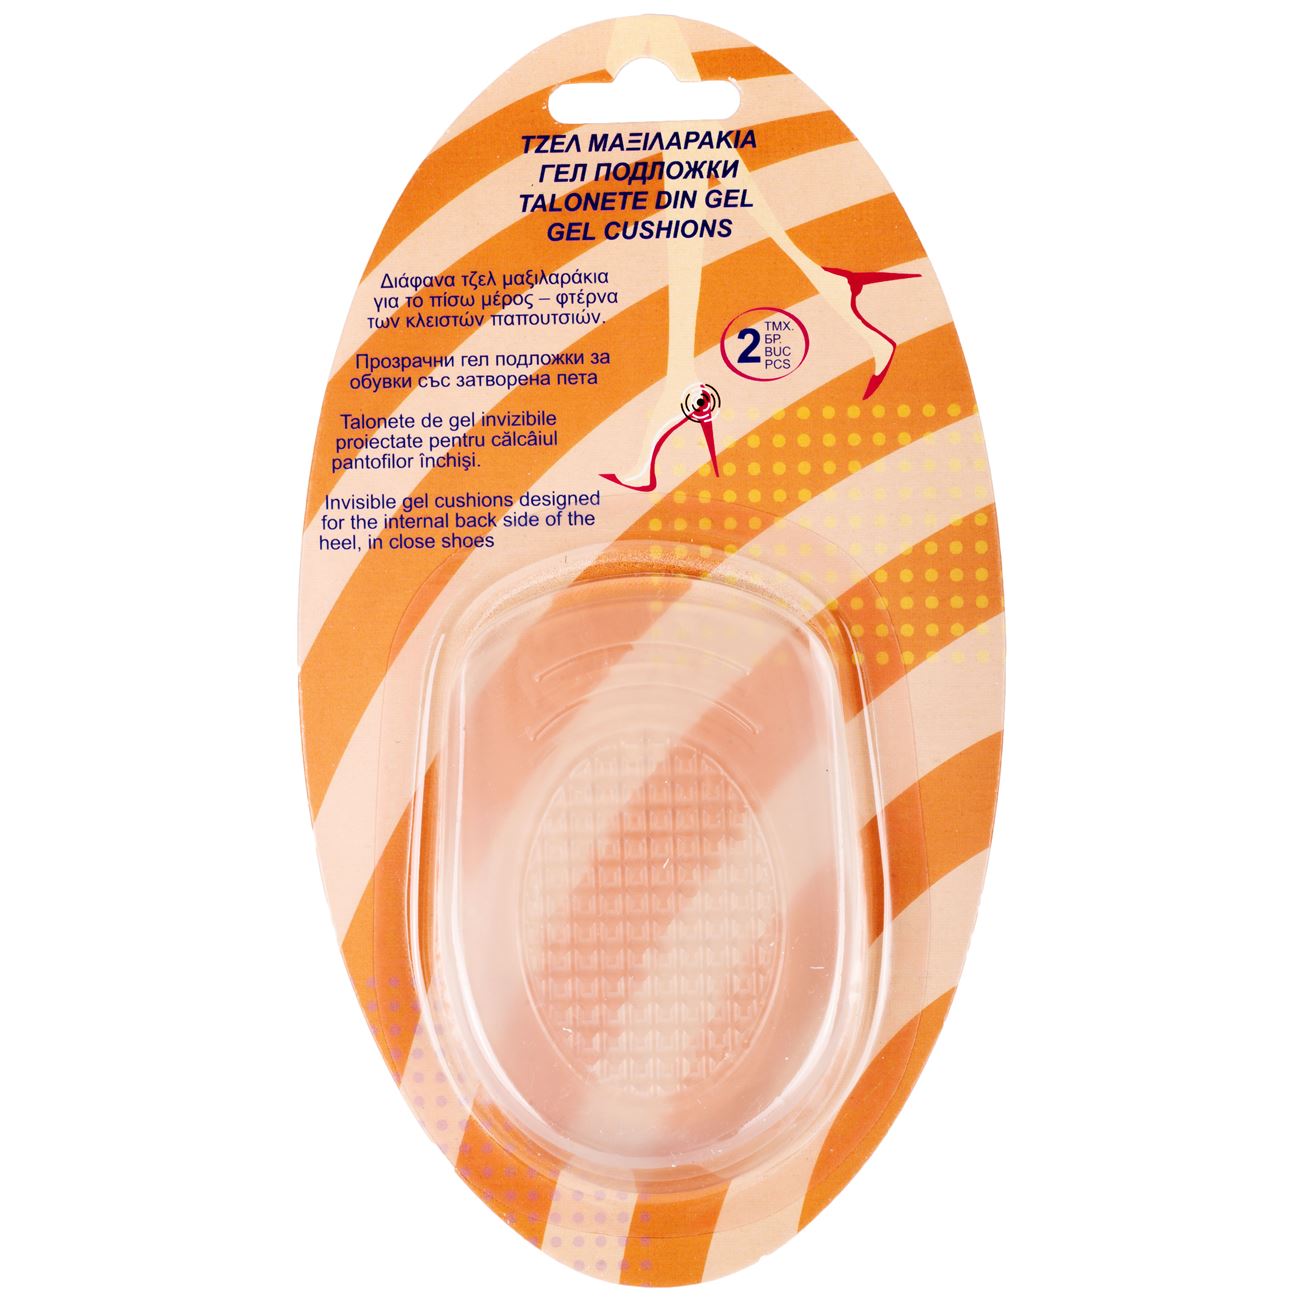 ΤΖΕΛ ΜΑΞΙΛΑΡΑΚΙΑ
ГЕЛ ПОДЛОЖКИ
TALONETE DIN GEL
GEL CUSHIONS
Διάφανα τζελ μαξιλαράκια
για το πίσω μέρος – φτέρνα
των κλειστών παπουτσιών.
Прозрачни гел подложки за
обувки със затворена пета
Talonete de gel invizibile
proiectate pentru călcâiul
pantofilor închişi.
Invisible gel cushions designed
for the internal back side of the
heel, in close shoes
2
ΤΜΧ.
БР.
BUC
PCS